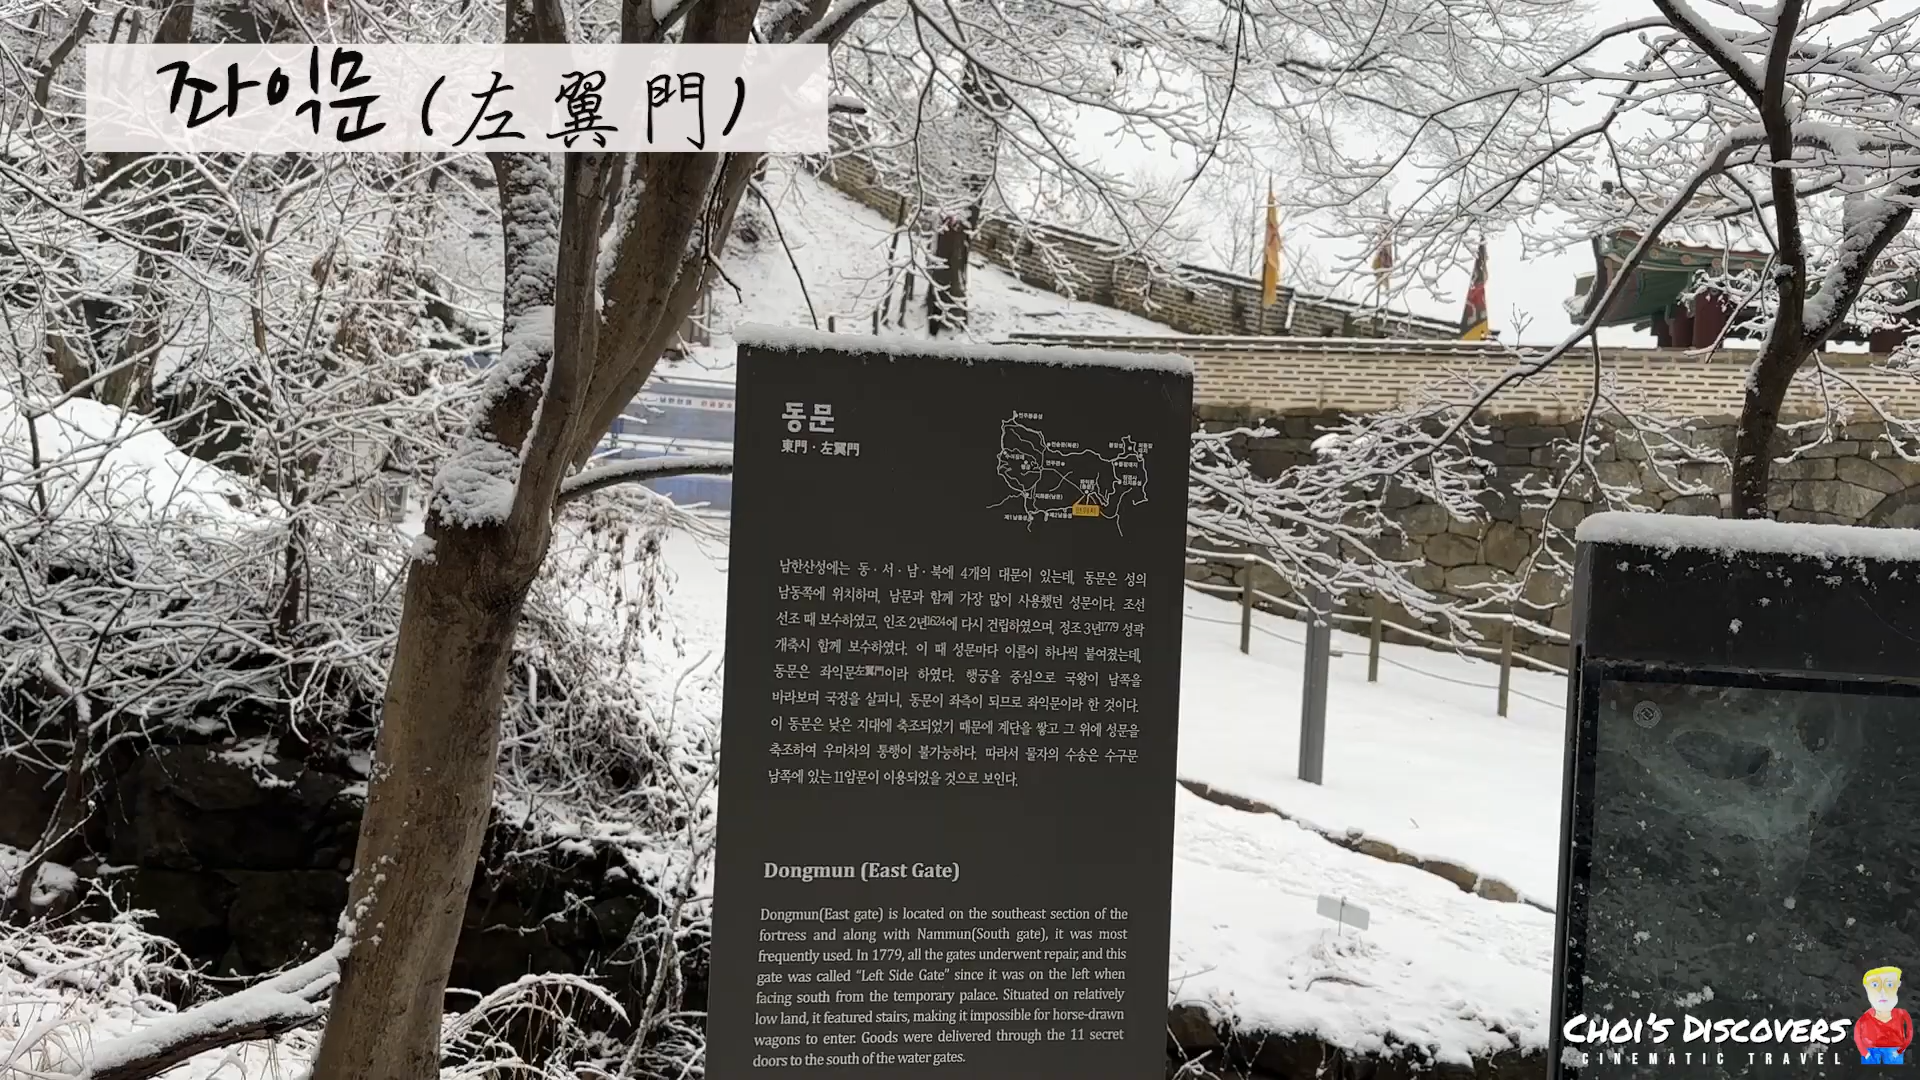 좌익문 (左翼門)
동문
東門 · 左翼門
남한산성에는 동 · 서 · 남 · 북에 4개의 대문이 있는데, 동문은 성의
남동쪽에 위치하며, 남문과 함께 가장 많이 사용했던 성문이다. 조선
선조 때 보수하였고, 인조 2년1624에 다시 건립하였으며, 정조 3년1779 성곽
개축시 함께 보수하였다. 이 때 성문마다 이름이 하나씩 붙여졌는데,
동문은 좌익문左翼門이라 하였다. 행궁을 중심으로 국왕이 남쪽을
바라보며 국정을 살피니, 동문이 좌측이 되므로 좌익문이라 한 것이다.
이 동문은 낮은 지대에 축조되었기 때문에 계단을 쌓고 그 위에 성문을
축조하여 우마차의 통행이 불가능하다. 따라서 물자의 수송은 수구문
남쪽에 있는 11암문이 이용되었을 것으로 보인다.
Dongmun (East Gate)
Dongmun(East gate) is located on the southeast section of the
fortress and along with Nammun(South gate), it was most
frequently used. In 1779, all the gates underwent repair, and this
gate was called “Left Side Gate” since it was on the left when
facing south from the temporary palace. Situated on relatively
low land, it featured stairs, making it impossible for horse-drawn
wagons to enter. Goods were delivered through the 11 secret
doors to the south of the water gates.
CHOI'S DISCOVERS
CINEMATIC TRAVEL